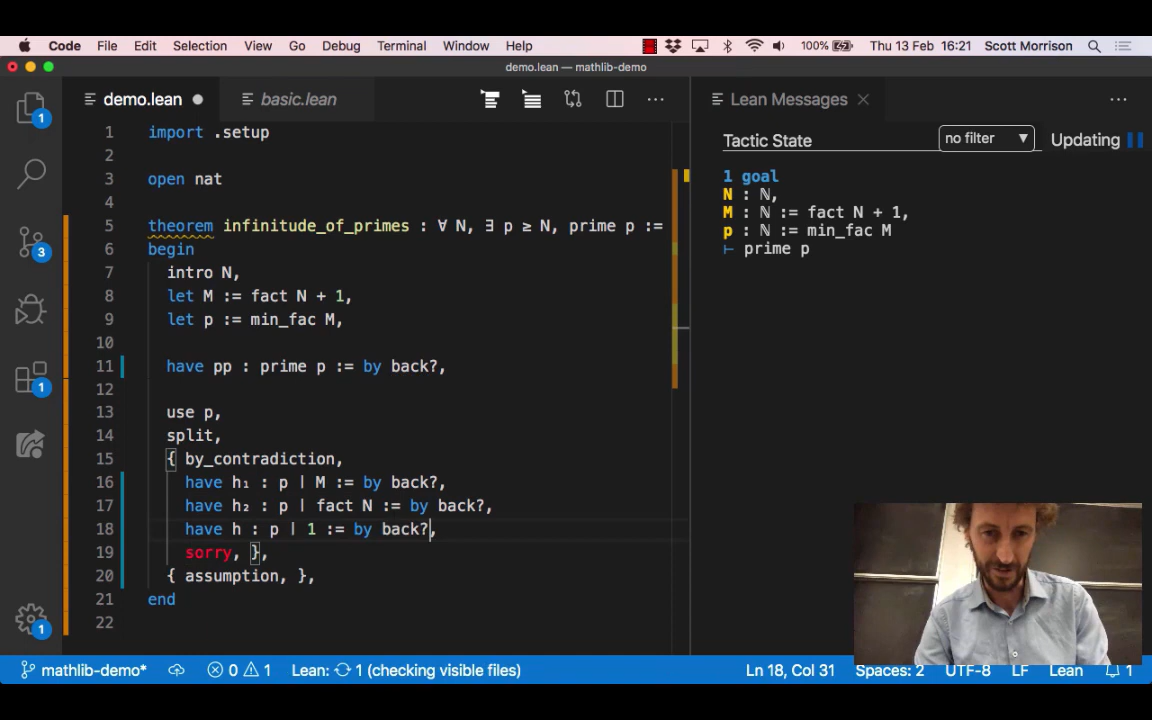 Code File Edit Selection View Go Debug Terminal Window Help 100% Thu 13 Feb 16:21 Scott Morrison
demo.lean — mathlib-demo
demo.lean basic.lean Lean Messages
Tactic State no filter Updating
1 import .setup
2
3 open nat
4
5 theorem infinitude_of_primes : ∀ N, ∃ p ≥ N, prime p :=
6 begin
7 intro N,
8 let M := fact N + 1,
9 let p := min_fac M,
10
11 have pp : prime p := by back?,
12
13 use p,
14 split,
15 { by_contradiction,
16 have h₁ : p ∣ M := by back?,
17 have h₂ : p ∣ fact N := by back?,
18 have h : p ∣ 1 := by back?,
19 sorry, },
20 { assumption, },
21 end
22
1 goal
N : ℕ,
M : ℕ := fact N + 1,
p : ℕ := min_fac M
⊢ prime p
1
3
1
1
mathlib-demo* 0 1 Lean: 1 (checking visible files) Ln 18, Col 31 Spaces: 2 UTF-8 LF Lean 1